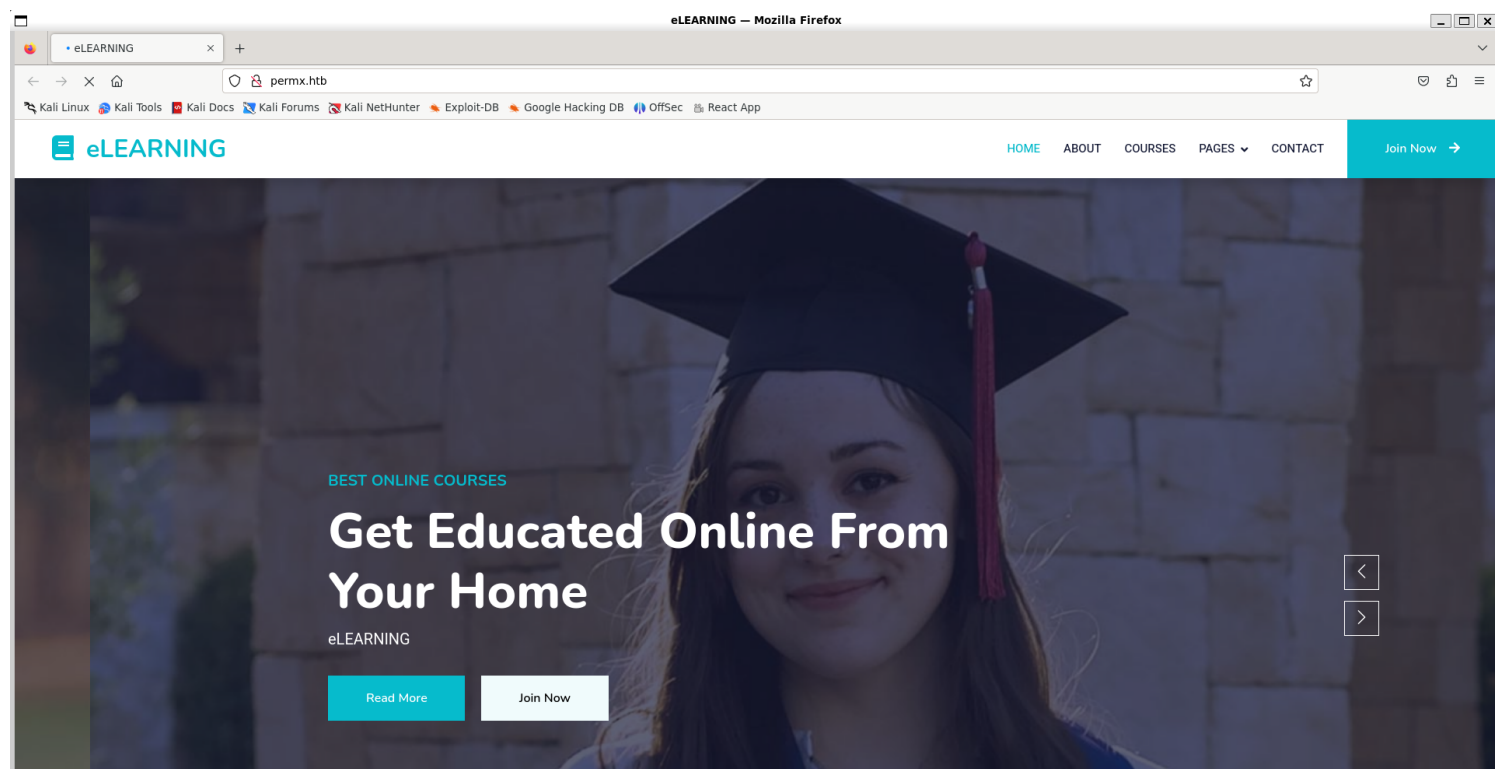 eLEARNING — Mozilla Firefox
• eLEARNING × +
permx.htb
Kali Linux Kali Tools Kali Docs Kali Forums Kali NetHunter Exploit-DB Google Hacking DB OffSec React App
eLEARNING HOME ABOUT COURSES PAGES CONTACT Join Now
BEST ONLINE COURSES
Get Educated Online From
Your Home
eLEARNING
Read More Join Now